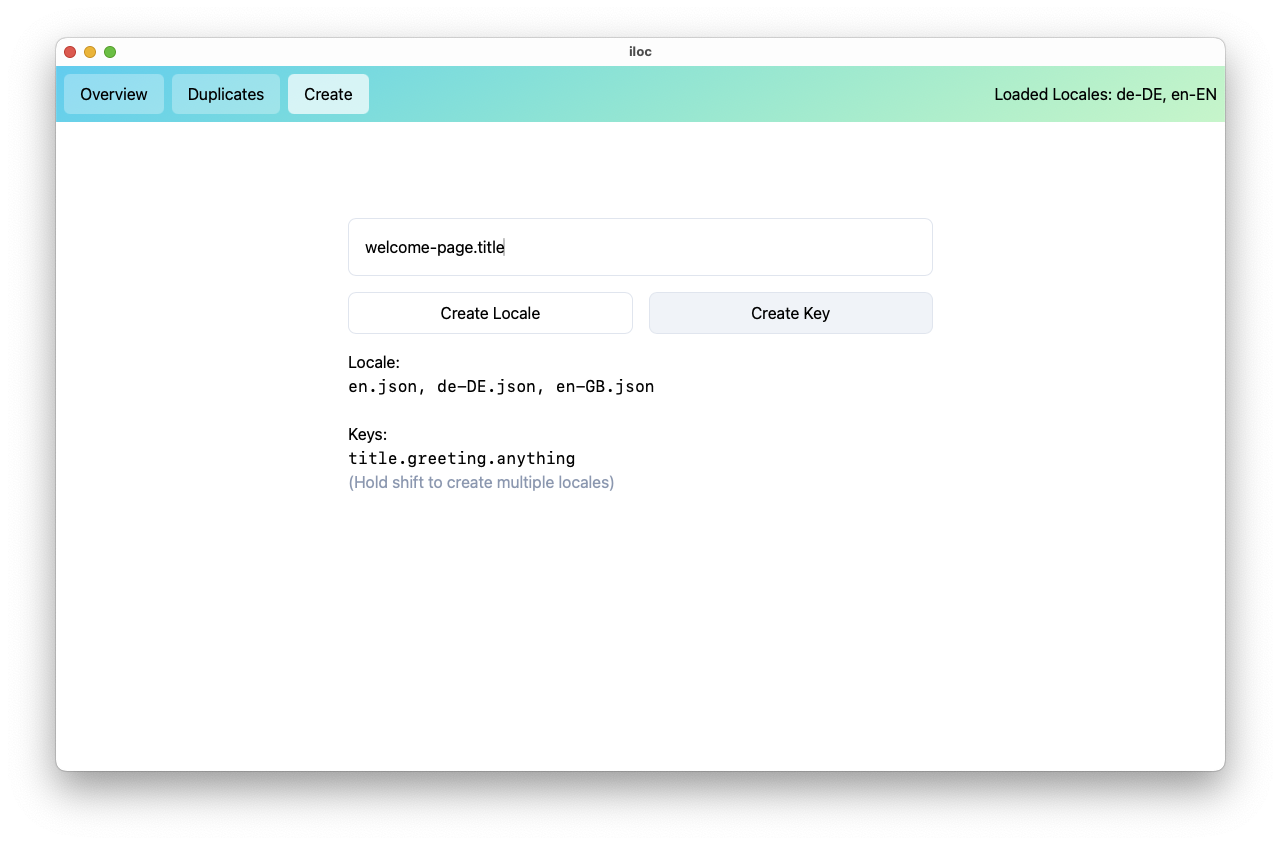 iloc
Overview Duplicates Create Loaded Locales: de-DE, en-EN
welcome-page.title
Create Locale Create Key
Locale:
en.json, de-DE.json, en-GB.json
Keys:
title.greeting.anything
(Hold shift to create multiple locales)